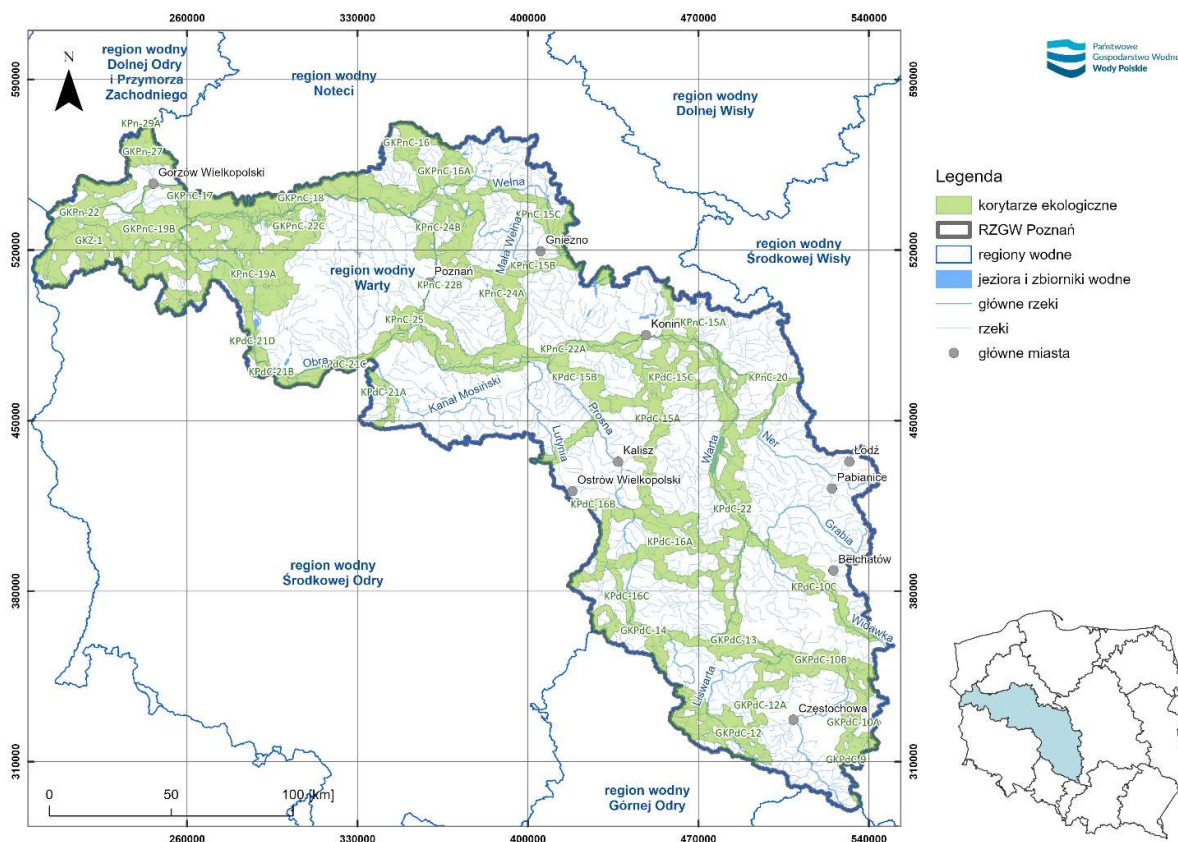 260000 330000 400000 470000 540000
590000
520000
450000
380000
310000
590000
520000
450000
380000
310000
N
region wodny
Dolnej Odry
i Przymorza
Zachodniego
region wodny
Noteci
region wodny
Dolnej Wisły
region wodny
Środkowej Wisły
region wodny
Warty
region wodny
Środkowej Odry
region wodny
Górnej Odry
KPn-29A
GKPn-27
Gorzów Wielkopolski
GKPn-22
GKPnC-17
GKPnC-19B
GKZ-1
GKPnC-18
GKPnC-22C
GKPnC-19A
GKPnC-16
GKPnC-16A
Wełna
KPnC-15C
KPnC-24B
Mała Wełna
Gniezno
KPnC-15B
Poznań
KPnC-22B
KPnC-24A
KPnC-25
KPdC-21D
KPdC-21B
Obra
KPdC-21C
KPdC-21A
Kanał Mosiński
KPnC-22A
Konin
KPnC-15A
KPdC-15B
KPdC-15C
KPnC-20
KPdC-15A
Prosna
Lutynia
Warta
Ner
Kalisz
Łódź
Pabianice
Ostrów Wielkopolski
KPdC-16B
KPdC-22
Grabia
KPdC-16A
Bełchatów
KPdC-10C
KPdC-16C
Widawka
GKPdC-14
GKPdC-13
GKPdC-10B
Liswarta
GKPdC-12A
Częstochowa
GKPdC-10A
GKPdC-12
GKPdC-9
0 50 100 [km]
260000 330000 400000 470000 540000
Państwowe
Gospodarstwo Wodne
Wody Polskie
Legenda
korytarze ekologiczne
RZGW Poznań
regiony wodne
jeziora i zbiorniki wodne
główne rzeki
rzeki
główne miasta